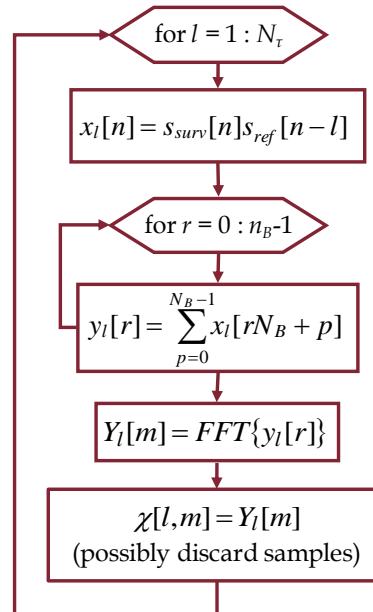 for l = 1 : N_τ
x_l[n] = s_surv[n]s_ref[n − l]
for r = 0 : n_B-1
y_l[r] = ∑_{p=0}^{N_B−1} x_l[rN_B + p]
Y_l[m] = FFT{y_l[r]}
χ[l,m] = Y_l[m]
(possibly discard samples)